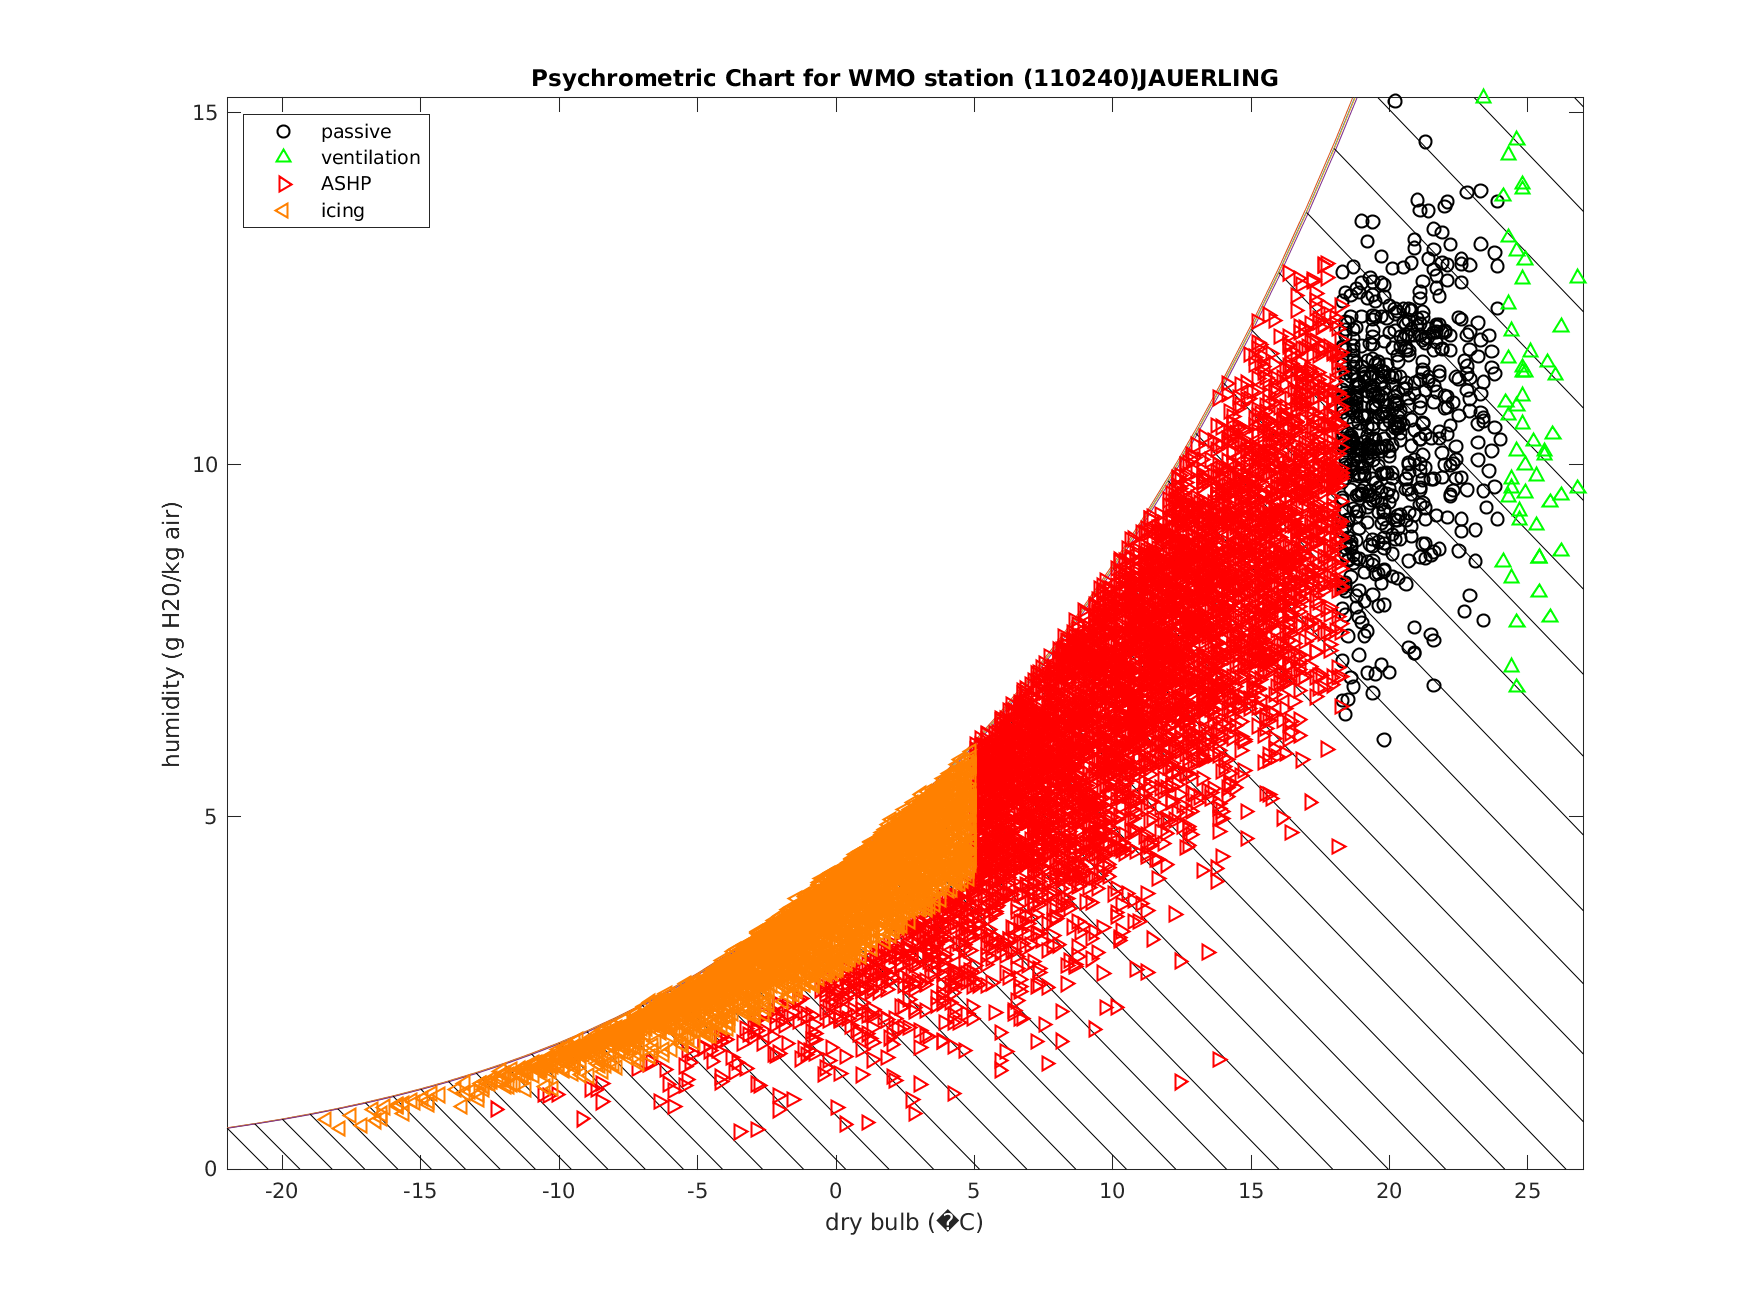 Psychrometric Chart for WMO station (110240)JAUERLING
passive
ventilation
ASHP
icing
15
10
5
0
humidity (g H20/kg air)
-20 -15 -10 -5 0 5 10 15 20 25
dry bulb (�C)